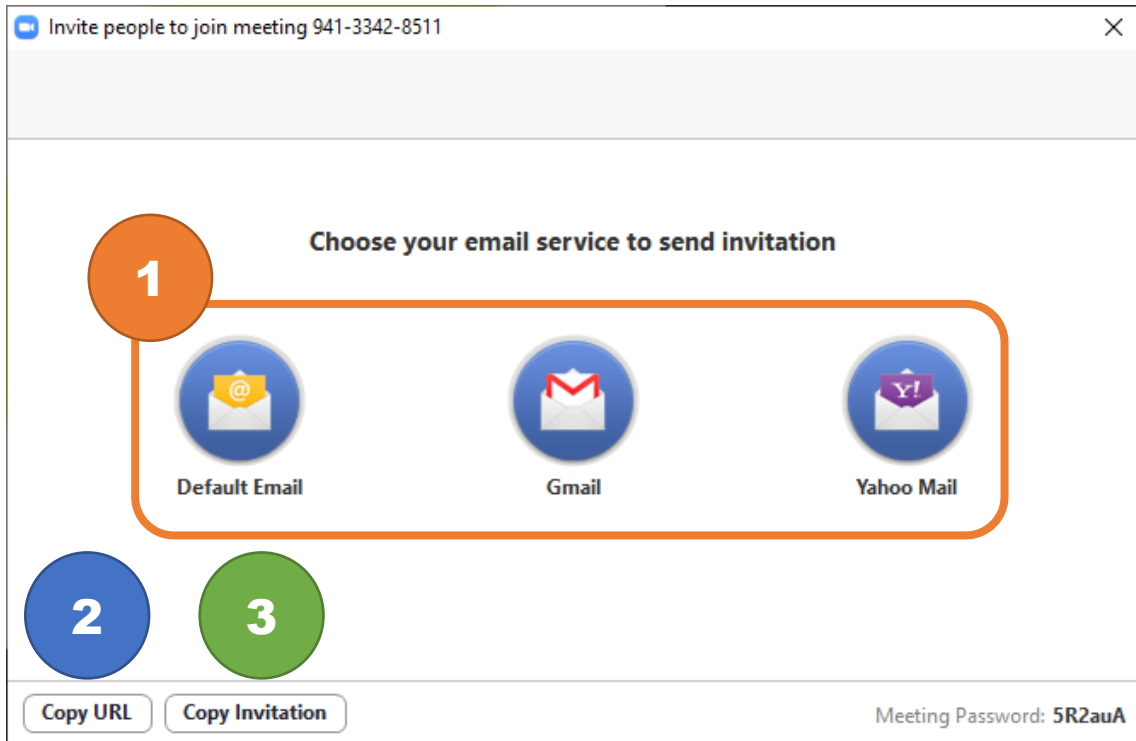 Invite people to join meeting 941-3342-8511
Choose your email service to send invitation
1
@
Y!
Default Email Gmail Yahoo Mail
2 3
Copy URL Copy Invitation Meeting Password: 5R2auA